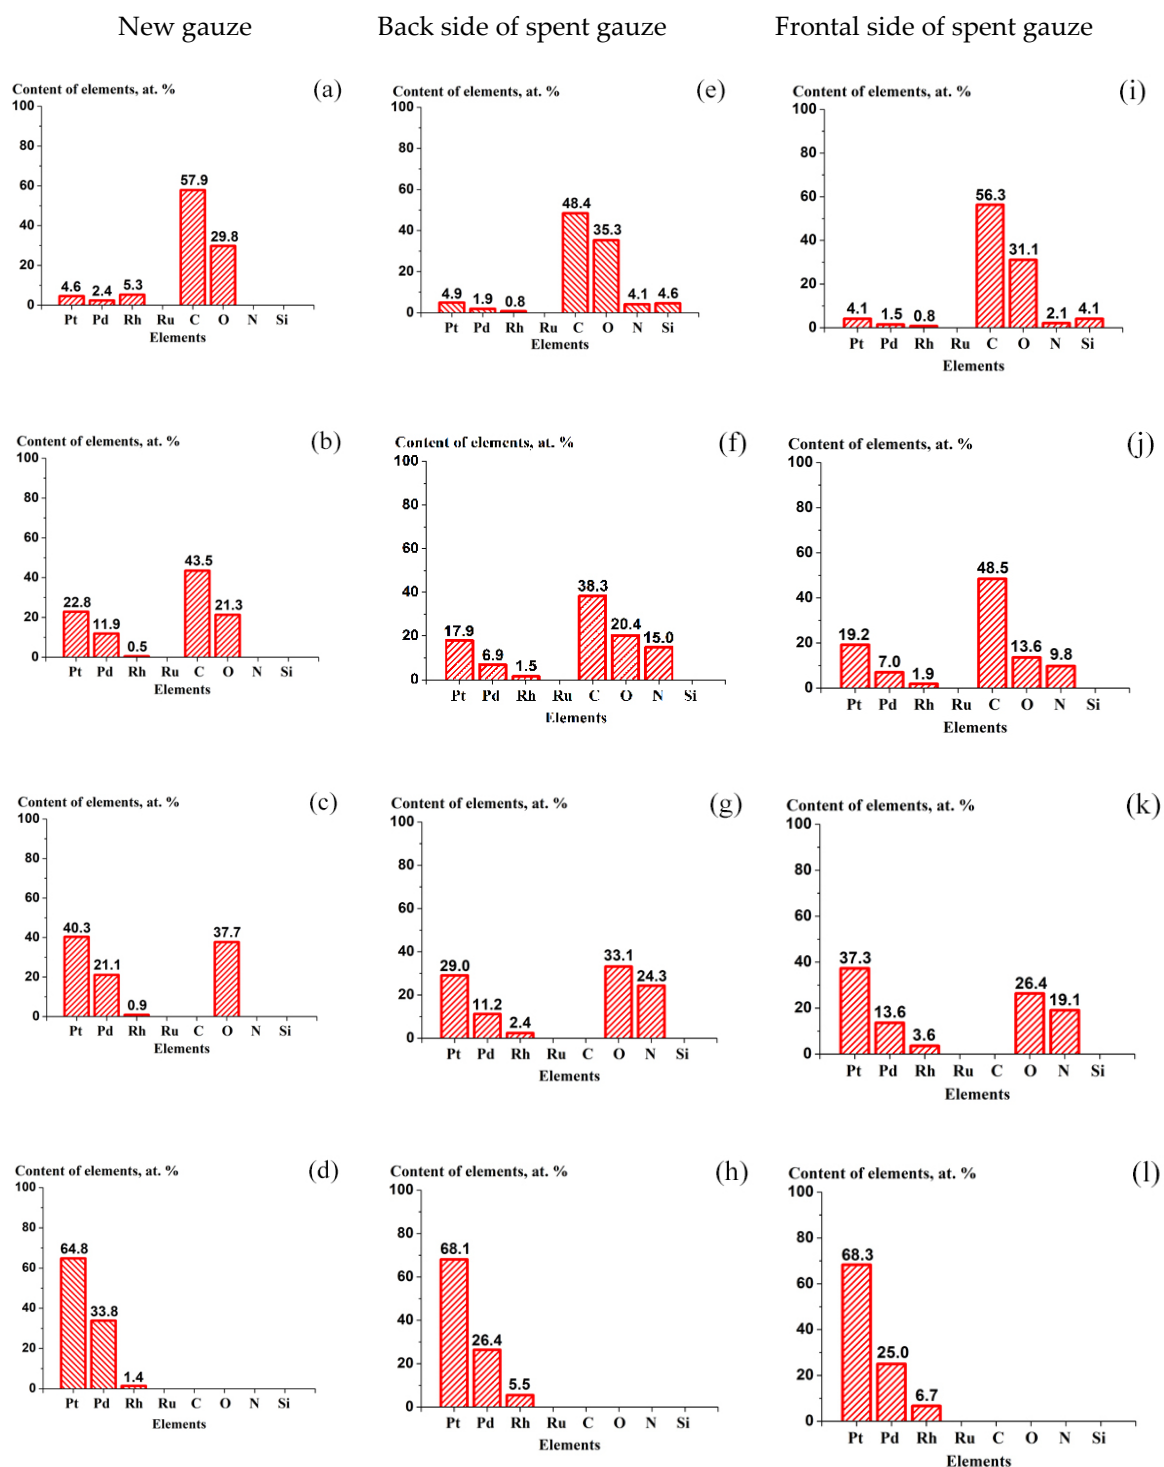 New gauze
Back side of spent gauze
Frontal side of spent gauze
Content of elements, at. %
(a)
100
80
60
40
20
0
4.6
2.4
5.3
57.9
29.8
Pt Pd Rh Ru C O N Si
Elements
Content of elements, at. %
(e)
100
80
60
40
20
0
4.9
1.9
0.8
48.4
35.3
4.1
4.6
Pt Pd Rh Ru C O N Si
Elements
Content of elements, at. %
(i)
100
80
60
40
20
0
4.1
1.5
0.8
56.3
31.1
2.1
4.1
Pt Pd Rh Ru C O N Si
Elements
Content of elements, at. %
(b)
100
80
60
40
20
0
22.8
11.9
0.5
43.5
21.3
Pt Pd Rh Ru C O N Si
Elements
Content of elements, at. %
(f)
100
80
60
40
20
0
17.9
6.9
1.5
38.3
20.4
15.0
Pt Pd Rh Ru C O N Si
Elements
Content of elements, at. %
(j)
100
80
60
40
20
0
19.2
7.0
1.9
48.5
13.6
9.8
Pt Pd Rh Ru C O N Si
Elements
Content of elements, at. %
(c)
100
80
60
40
20
0
40.3
21.1
0.9
37.7
Pt Pd Rh Ru C O N Si
Elements
Content of elements, at. %
(g)
100
80
60
40
20
0
29.0
11.2
2.4
33.1
24.3
Pt Pd Rh Ru C O N Si
Elements
Content of elements, at. %
(k)
100
80
60
40
20
0
37.3
13.6
3.6
26.4
19.1
Pt Pd Rh Ru C O N Si
Elements
Content of elements, at. %
(d)
100
80
60
40
20
0
64.8
33.8
1.4
Pt Pd Rh Ru C O N Si
Elements
Content of elements, at. %
(h)
100
80
60
40
20
0
68.1
26.4
5.5
Pt Pd Rh Ru C O N Si
Elements
Content of elements, at. %
(l)
100
80
60
40
20
0
68.3
25.0
6.7
Pt Pd Rh Ru C O N Si
Elements